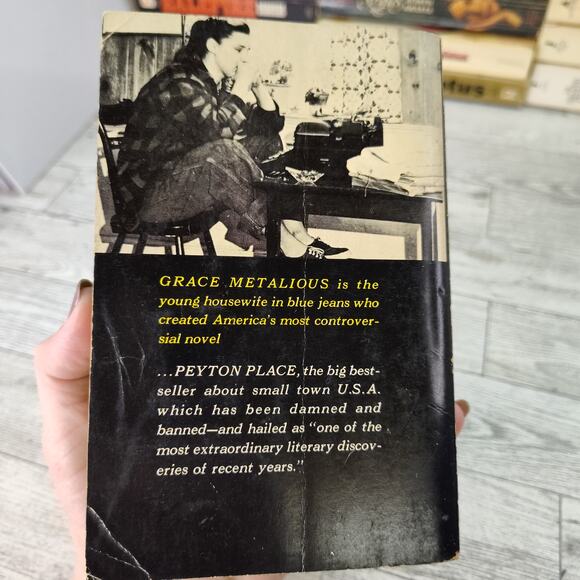 GRACE METALIOUS is the
young housewife in blue jeans who
created America's most controver-
sial novel
...PEYTON PLACE, the big best-
seller about small town U.S.A.
which has been damned and
banned—and hailed as "one of the
most extraordinary literary discov-
eries of recent years."